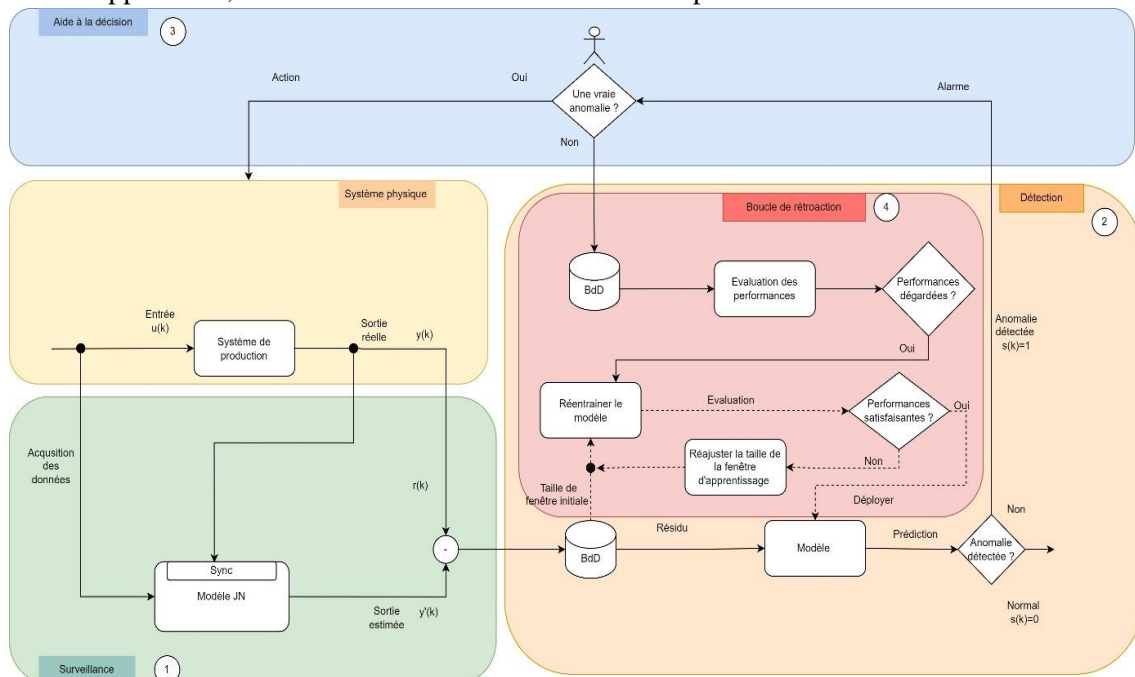 Aide à la décision
3
Action
Oui
Une vraie
anomalie ?
Alarme
Non
Système physique
Boucle de rétroaction
4
Détection
2
BdD
Evaluation des
performances
Performances
dégardées ?
Entrée
u(k)
Système de
production
Sortie
réelle
y(k)
Anomalie
détectée
s(k)=1
Oui
Réentrainer le
modèle
Evaluation
Performances
satisfaisantes ?
Oui
Acqusition
des
données
Réajuster la taille de
la fenêtre
d'apprentissage
Non
r(k)
Taille de
fenêtre initiale
Déployer
Non
Résidu
Prédiction
-
BdD
Modèle
Anomalie
détectée ?
Sync
Modèle JN
Sortie
estimée
y'(k)
Normal
s(k)=0
Surveillance
1